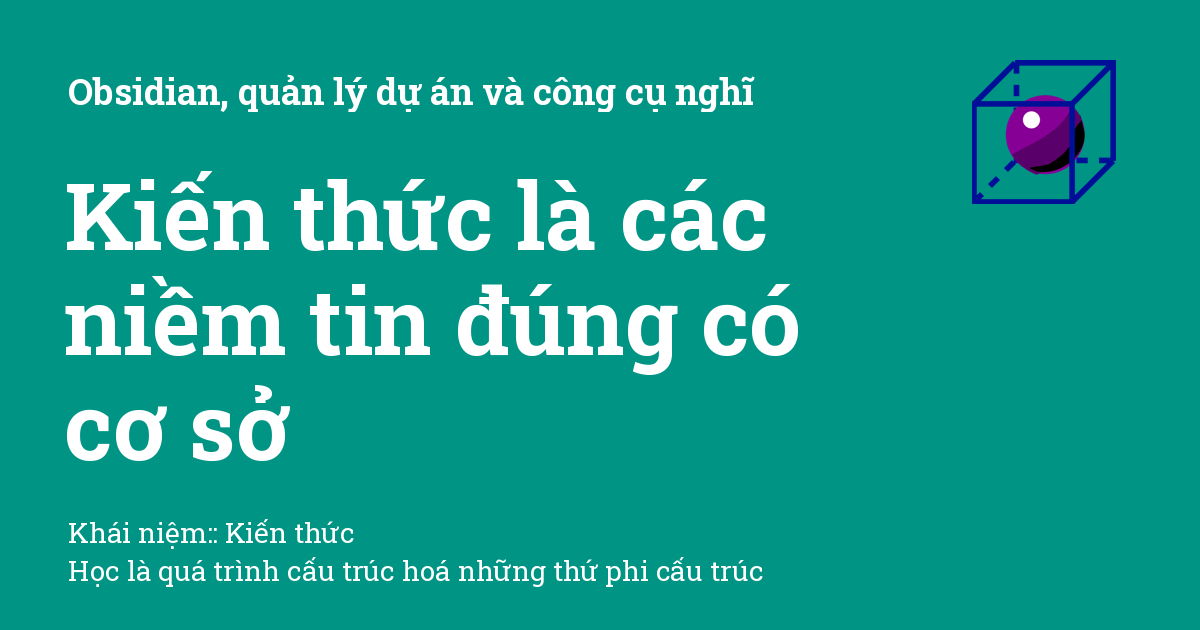 Obsidian, quản lý dự án và công cụ nghĩ
Kiến thức là các
niềm tin đúng có
cơ sở
Khái niệm:: Kiến thức
Học là quá trình cấu trúc hoá những thứ phi cấu trúc